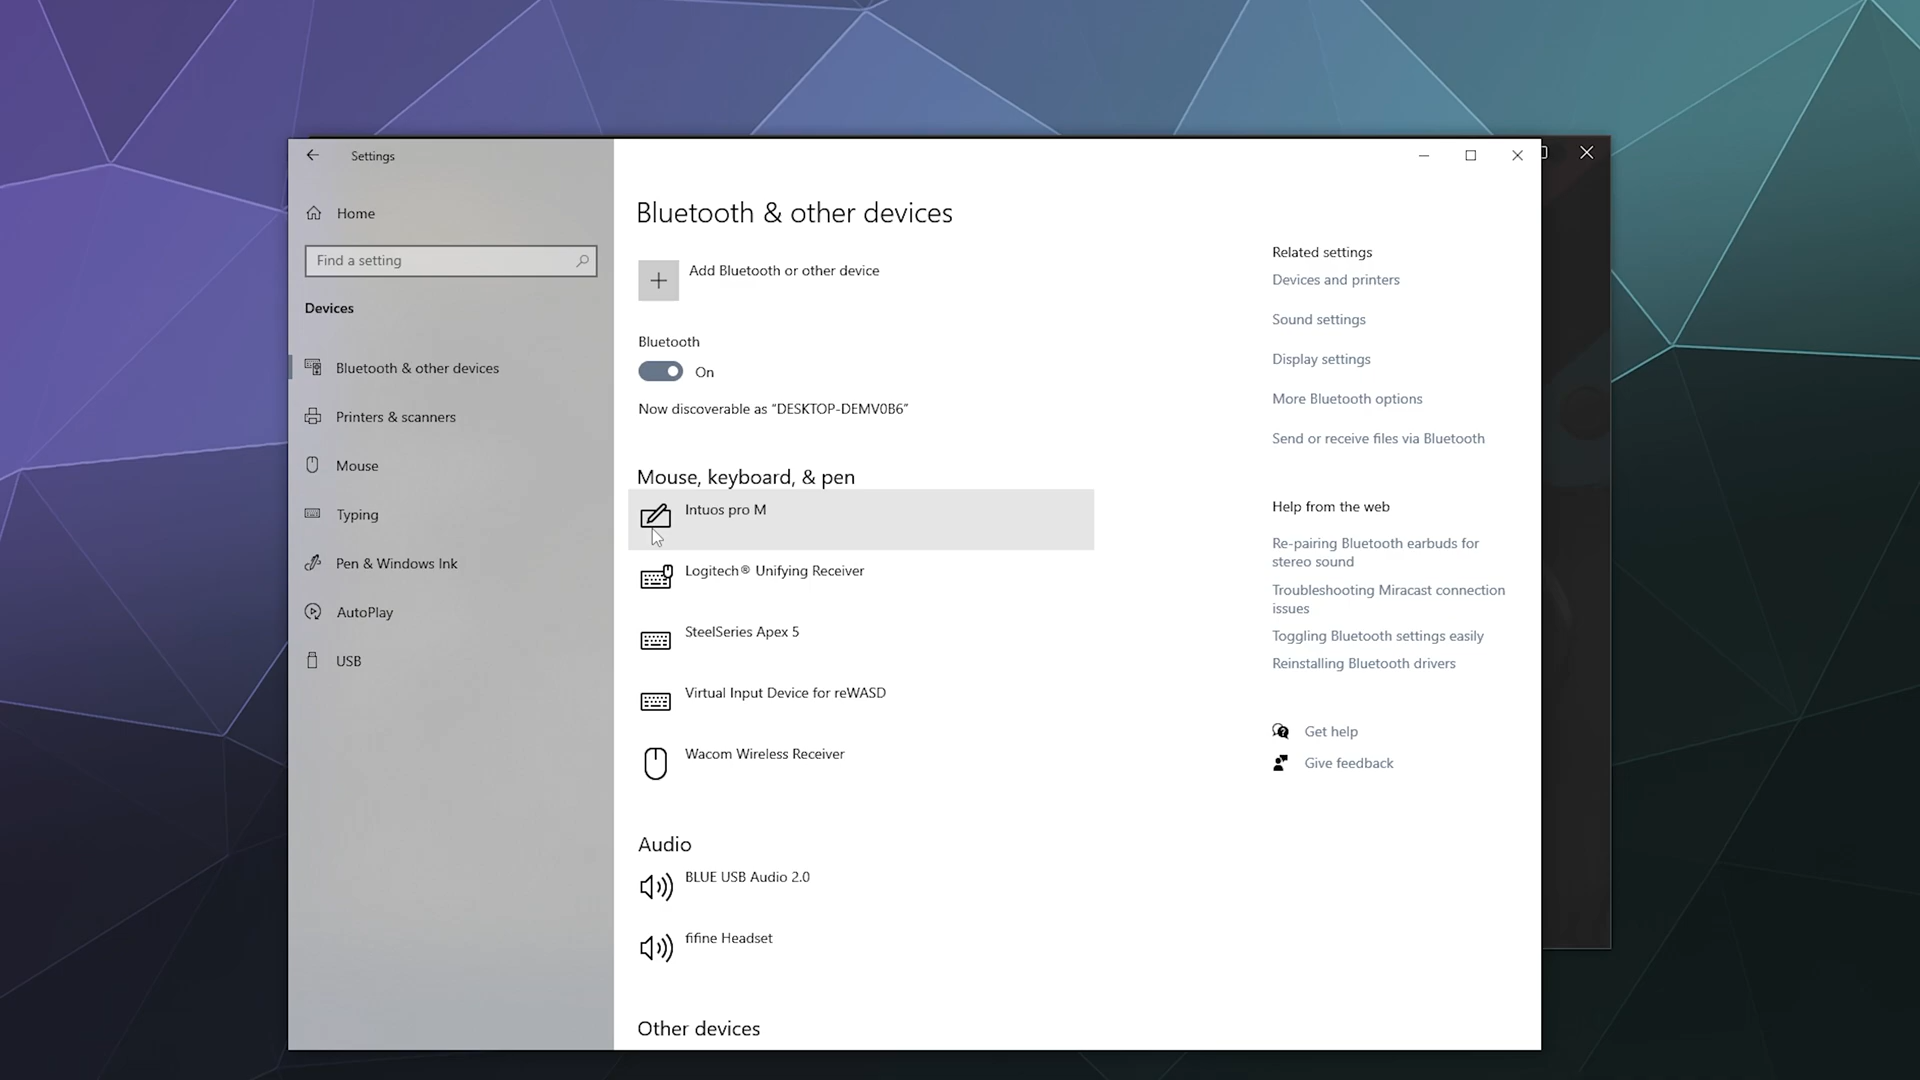 Settings
Home
Find a setting
Devices
Bluetooth & other devices
Printers & scanners
Mouse
Typing
Pen & Windows Ink
AutoPlay
USB
Bluetooth & other devices
Add Bluetooth or other device
Bluetooth
On
Now discoverable as “DESKTOP-DEMV0B6”
Mouse, keyboard, & pen
Intuos pro M
Logitech® Unifying Receiver
SteelSeries Apex 5
Virtual Input Device for reWASD
Wacom Wireless Receiver
Audio
BLUE USB Audio 2.0
fifine Headset
Other devices
Related settings
Devices and printers
Sound settings
Display settings
More Bluetooth options
Send or receive files via Bluetooth
Help from the web
Re-pairing Bluetooth earbuds for
stereo sound
Troubleshooting Miracast connection
issues
Toggling Bluetooth settings easily
Reinstalling Bluetooth drivers
Get help
Give feedback